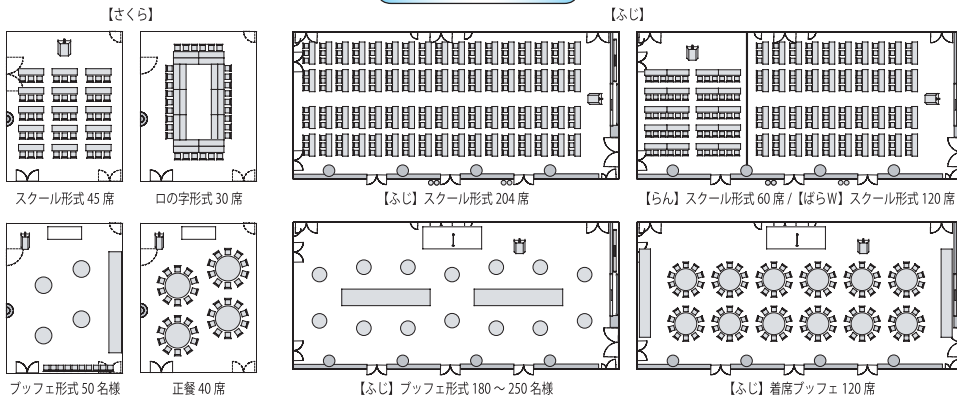 【さくら】
【ふじ】
スクール形式 45 席
ロの字形式 30 席
【ふじ】スクール形式 204 席
【らん】スクール形式 60 席 /【ばらW】スクール形式 120 席
ブッフェ形式 50 名様
正餐 40 席
【ふじ】ブッフェ形式 180 〜 250 名様
【ふじ】着席ブッフェ 120 席